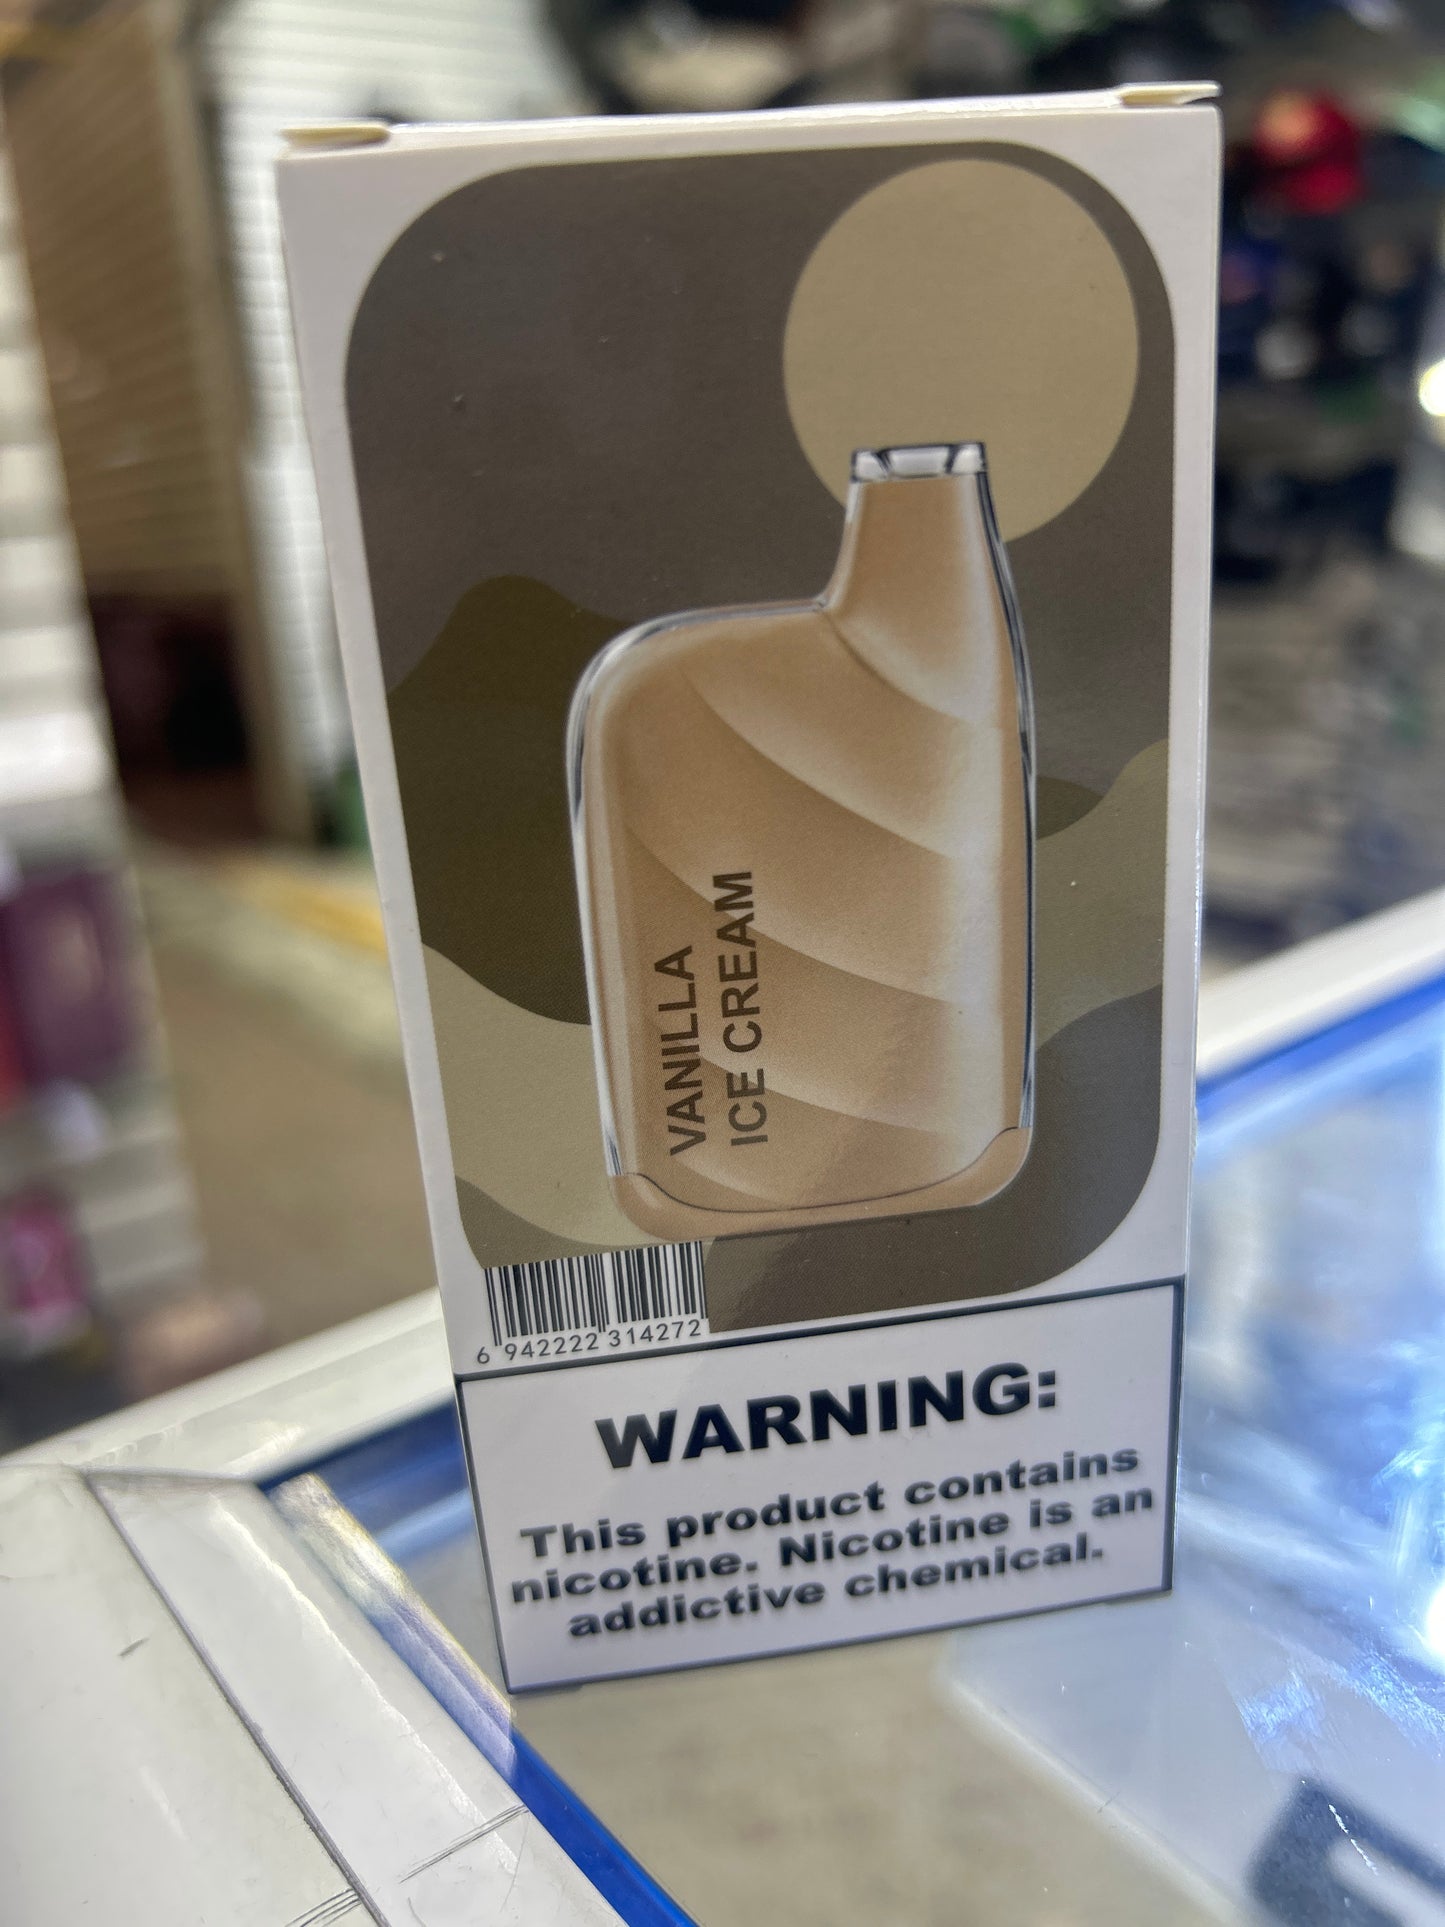 VANILLA
ICE CREAM
6 942222 314272
WARNING:
This product contains
nicotine. Nicotine is an
addictive chemical.